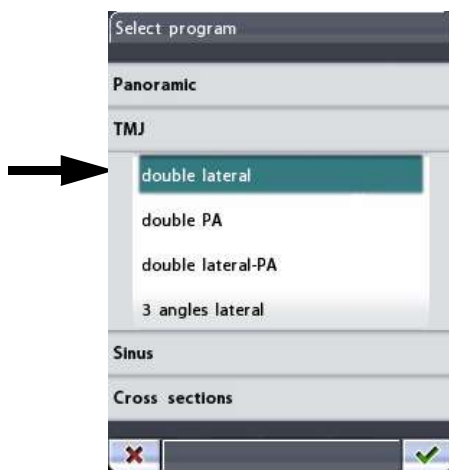 Select program
Panoramic
TMJ
double lateral
double PA
double lateral-PA
3 angles lateral
Sinus
Cross sections